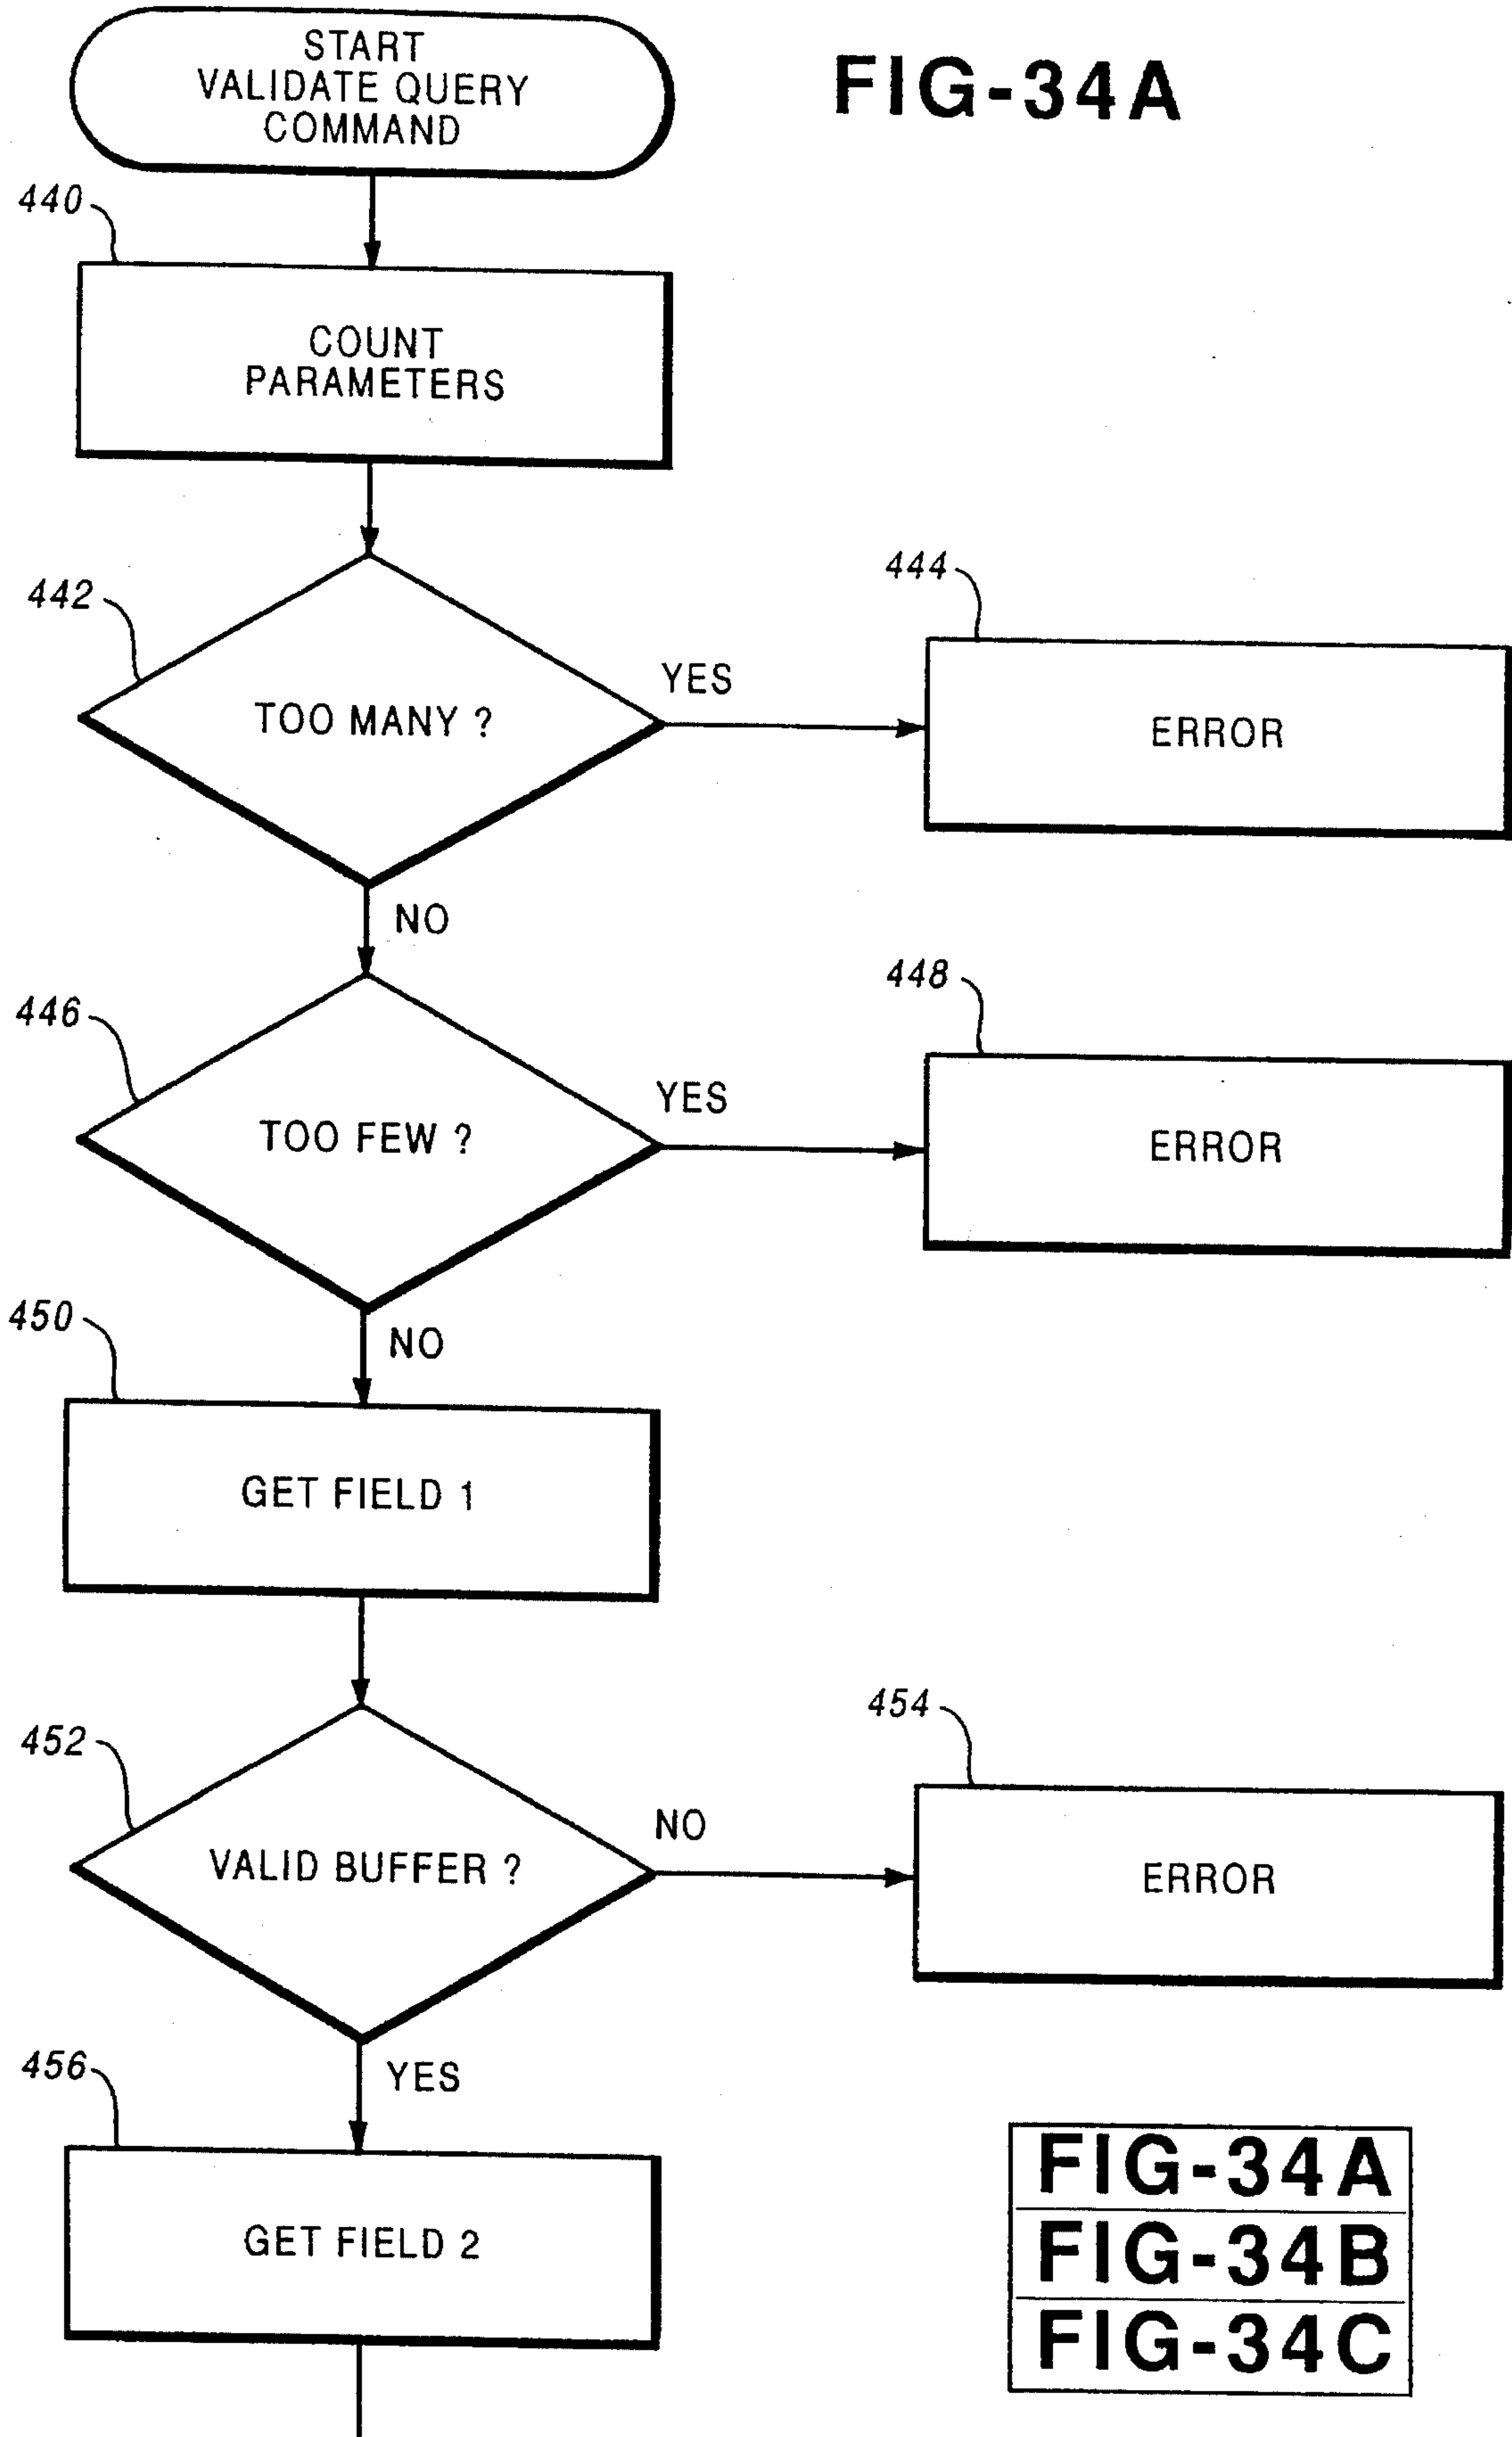 START
VALIDATE QUERY
COMMAND
FIG-34A
440
COUNT
PARAMETERS
442
TOO MANY ?
YES
444
ERROR
NO
446
TOO FEW ?
YES
448
ERROR
NO
450
GET FIELD 1
452
VALID BUFFER ?
NO
454
ERROR
YES
456
GET FIELD 2
FIG-34A
FIG-34B
FIG-34C